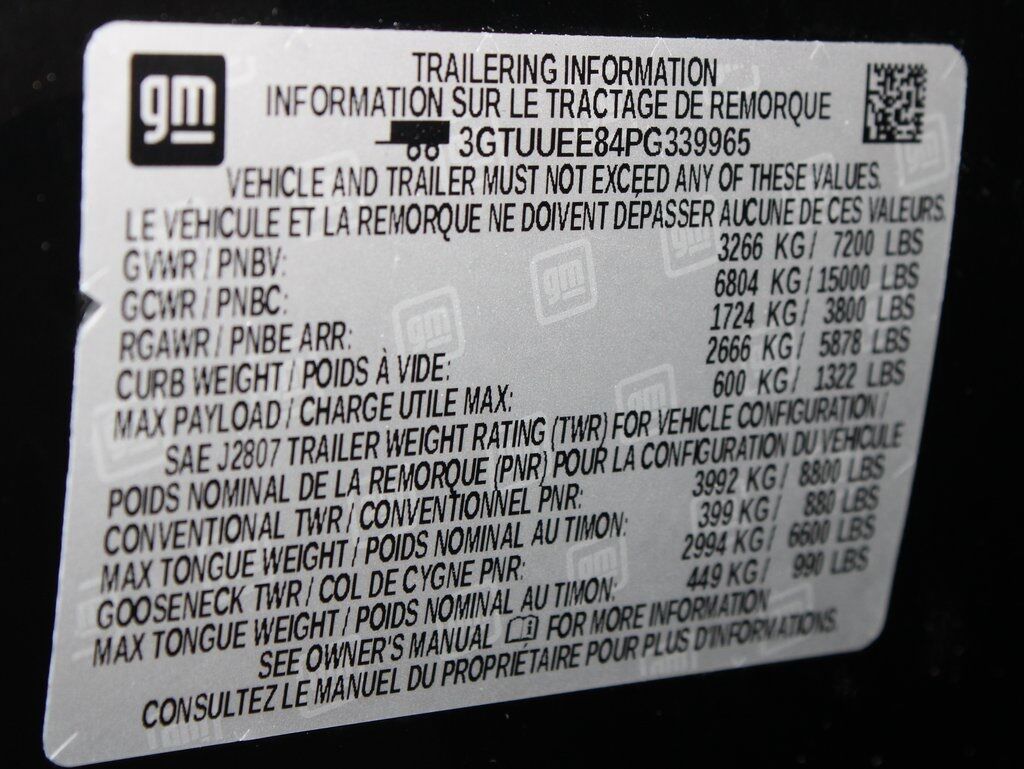 gm
TRAILERING INFORMATION
INFORMATION SUR LE TRACTAGE DE REMORQUE
3GTUUEE84PG339965
VEHICLE AND TRAILER MUST NOT EXCEED ANY OF THESE VALUES.
LE VÉHICULE ET LA REMORQUE NE DOIVENT DÉPASSER AUCUNE DE CES VALEURS.
GVWR / PNBV: 3266 KG/ 7200 LBS
GCWR / PNBC: 6804 KG/ 15000 LBS
RGAWR / PNBE ARR: 1724 KG/ 3800 LBS
CURB WEIGHT / POIDS À VIDE: 2666 KG/ 5878 LBS
MAX PAYLOAD / CHARGE UTILE MAX: 600 KG/ 1322 LBS
SAE J2807 TRAILER WEIGHT RATING (TWR) FOR VEHICLE CONFIGURATION /
POIDS NOMINAL DE LA REMORQUE (PNR) POUR LA CONFIGURATION DU VÉHICULE
CONVENTIONAL TWR / CONVENTIONNEL PNR: 3992 KG/ 8800 LBS
MAX TONGUE WEIGHT / POIDS NOMINAL AU TIMON: 399 KG/ 880 LBS
GOOSENECK TWR / COL DE CYGNE PNR: 2994 KG/ 6600 LBS
MAX TONGUE WEIGHT / POIDS NOMINAL AU TIMON: 449 KG/ 990 LBS
SEE OWNER'S MANUAL FOR MORE INFORMATION
CONSULTEZ LE MANUEL DU PROPRIÉTAIRE POUR PLUS D'INFORMATIONS.